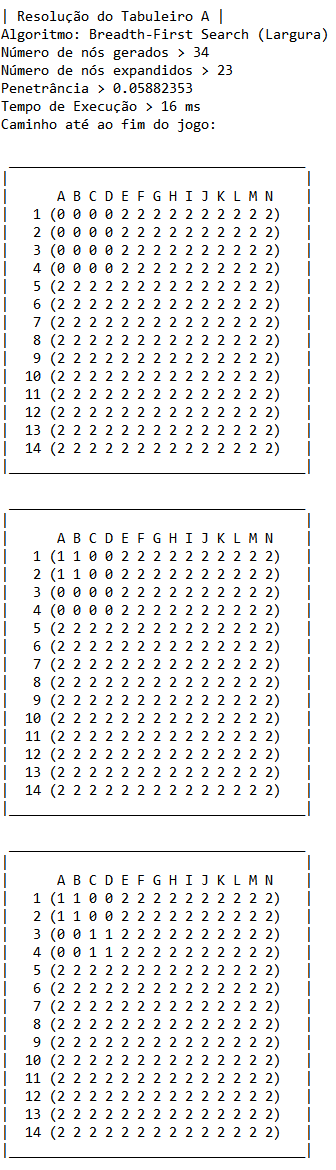 | Resolução do Tabuleiro A |
Algoritmo: Breadth-First Search (Largura)
Número de nós gerados > 34
Número de nós expandidos > 23
Penetrância > 0.05882353
Tempo de Execução > 16 ms
Caminho até ao fim do jogo:
A B C D E F G H I J K L M N
1 (0 0 0 0 2 2 2 2 2 2 2 2 2 2)
2 (0 0 0 0 2 2 2 2 2 2 2 2 2 2)
3 (0 0 0 0 2 2 2 2 2 2 2 2 2 2)
4 (0 0 0 0 2 2 2 2 2 2 2 2 2 2)
5 (2 2 2 2 2 2 2 2 2 2 2 2 2 2)
6 (2 2 2 2 2 2 2 2 2 2 2 2 2 2)
7 (2 2 2 2 2 2 2 2 2 2 2 2 2 2)
8 (2 2 2 2 2 2 2 2 2 2 2 2 2 2)
9 (2 2 2 2 2 2 2 2 2 2 2 2 2 2)
10 (2 2 2 2 2 2 2 2 2 2 2 2 2 2)
11 (2 2 2 2 2 2 2 2 2 2 2 2 2 2)
12 (2 2 2 2 2 2 2 2 2 2 2 2 2 2)
13 (2 2 2 2 2 2 2 2 2 2 2 2 2 2)
14 (2 2 2 2 2 2 2 2 2 2 2 2 2 2)
A B C D E F G H I J K L M N
1 (1 1 0 0 2 2 2 2 2 2 2 2 2 2)
2 (1 1 0 0 2 2 2 2 2 2 2 2 2 2)
3 (0 0 0 0 2 2 2 2 2 2 2 2 2 2)
4 (0 0 0 0 2 2 2 2 2 2 2 2 2 2)
5 (2 2 2 2 2 2 2 2 2 2 2 2 2 2)
6 (2 2 2 2 2 2 2 2 2 2 2 2 2 2)
7 (2 2 2 2 2 2 2 2 2 2 2 2 2 2)
8 (2 2 2 2 2 2 2 2 2 2 2 2 2 2)
9 (2 2 2 2 2 2 2 2 2 2 2 2 2 2)
10 (2 2 2 2 2 2 2 2 2 2 2 2 2 2)
11 (2 2 2 2 2 2 2 2 2 2 2 2 2 2)
12 (2 2 2 2 2 2 2 2 2 2 2 2 2 2)
13 (2 2 2 2 2 2 2 2 2 2 2 2 2 2)
14 (2 2 2 2 2 2 2 2 2 2 2 2 2 2)
A B C D E F G H I J K L M N
1 (1 1 0 0 2 2 2 2 2 2 2 2 2 2)
2 (1 1 0 0 2 2 2 2 2 2 2 2 2 2)
3 (0 0 1 1 2 2 2 2 2 2 2 2 2 2)
4 (0 0 1 1 2 2 2 2 2 2 2 2 2 2)
5 (2 2 2 2 2 2 2 2 2 2 2 2 2 2)
6 (2 2 2 2 2 2 2 2 2 2 2 2 2 2)
7 (2 2 2 2 2 2 2 2 2 2 2 2 2 2)
8 (2 2 2 2 2 2 2 2 2 2 2 2 2 2)
9 (2 2 2 2 2 2 2 2 2 2 2 2 2 2)
10 (2 2 2 2 2 2 2 2 2 2 2 2 2 2)
11 (2 2 2 2 2 2 2 2 2 2 2 2 2 2)
12 (2 2 2 2 2 2 2 2 2 2 2 2 2 2)
13 (2 2 2 2 2 2 2 2 2 2 2 2 2 2)
14 (2 2 2 2 2 2 2 2 2 2 2 2 2 2)